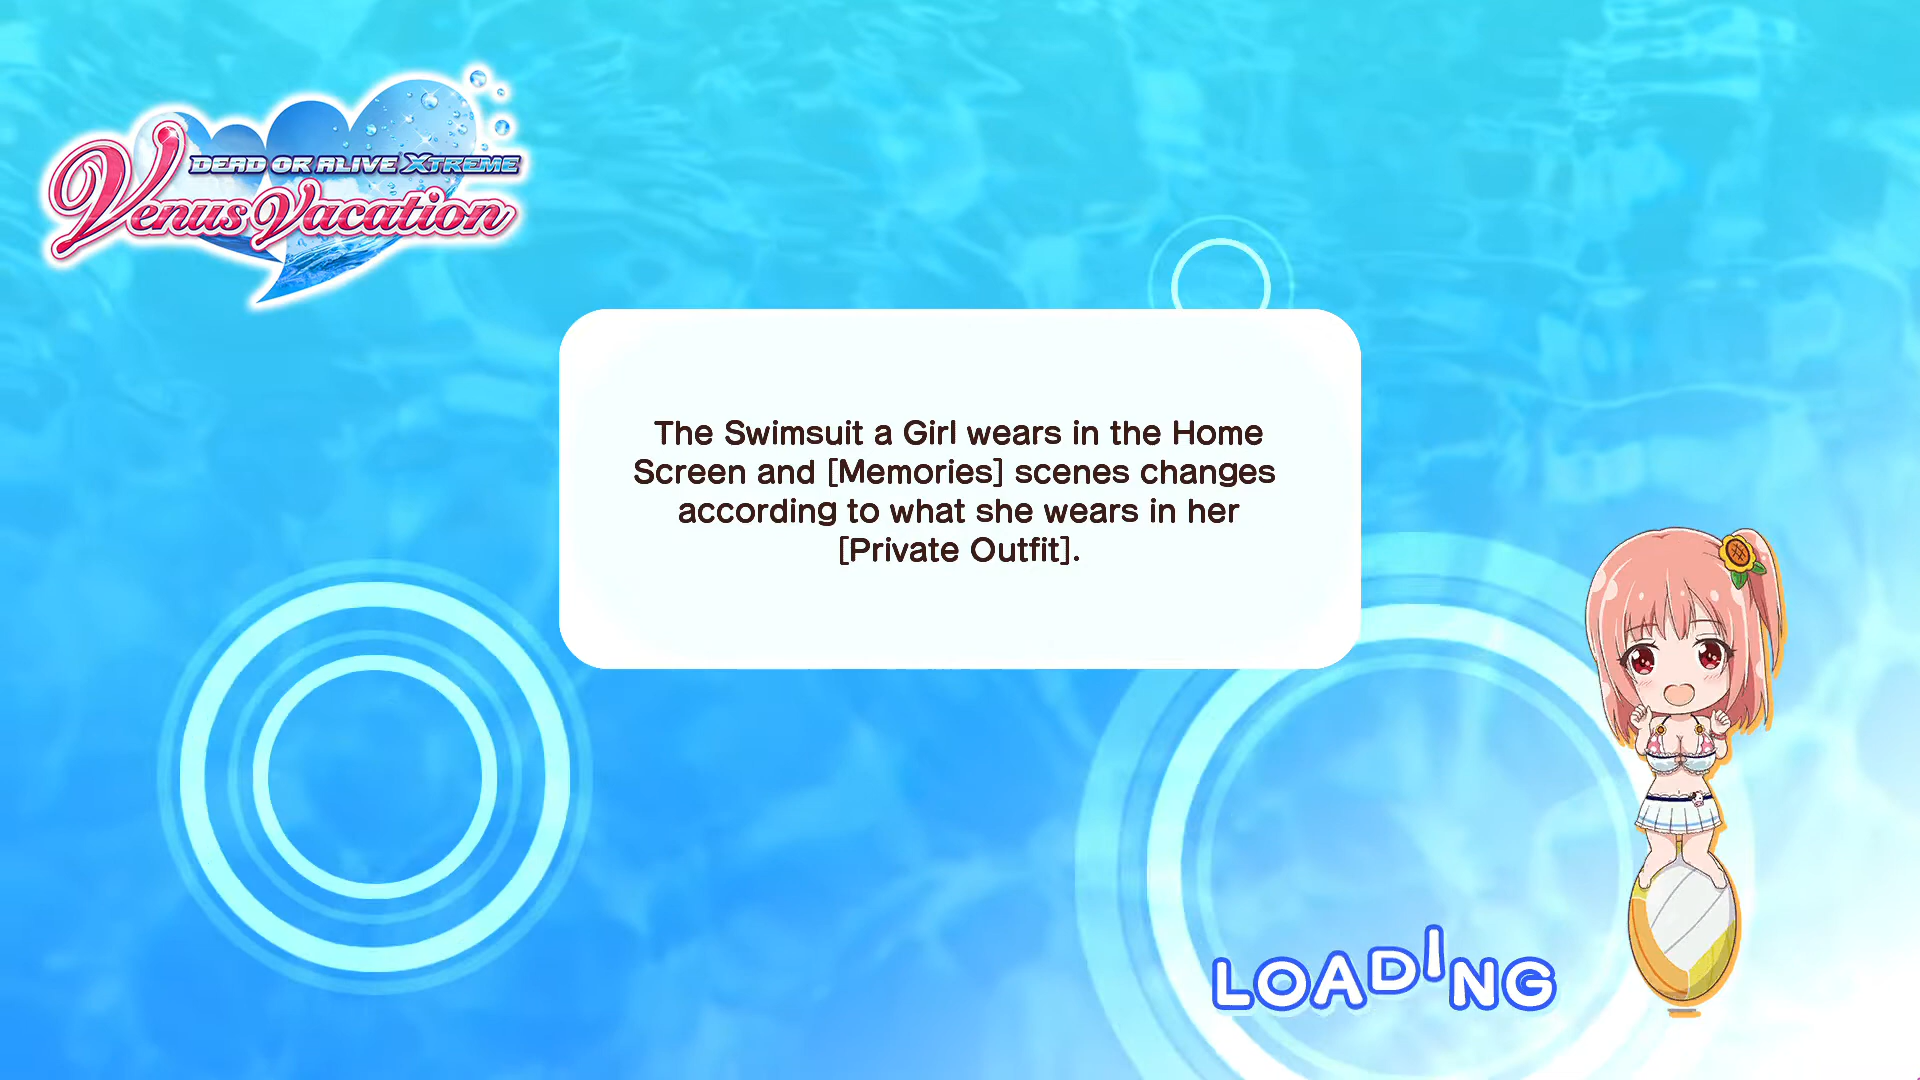 DEAD OR ALIVE XTREME
Venus Vacation
The Swimsuit a Girl wears in the Home
Screen and [Memories] scenes changes
according to what she wears in her
[Private Outfit].
LOADING